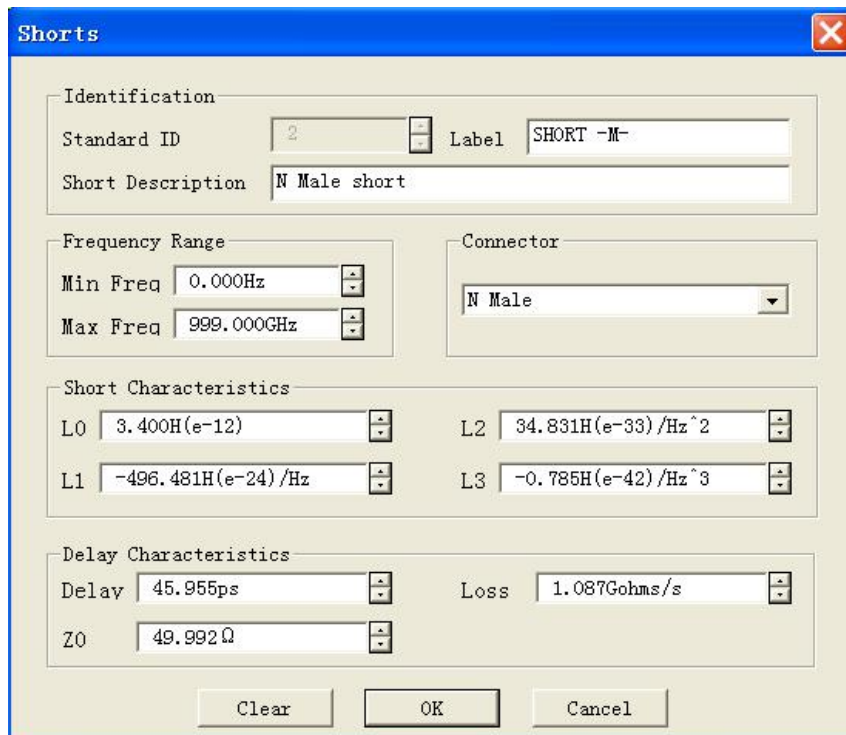 Shorts
Identification
Standard ID 2 Label SHORT -M-
Short Description N Male short
Frequency Range
Min Freq 0.000Hz
Max Freq 999.000GHz
Connector
N Male
Short Characteristics
L0 3.400H(e-12) L2 34.831H(e-33)/Hz^2
L1 -496.481H(e-24)/Hz L3 -0.785H(e-42)/Hz^3
Delay Characteristics
Delay 45.955ps Loss 1.087Gohms/s
Z0 49.992Ω
Clear OK Cancel